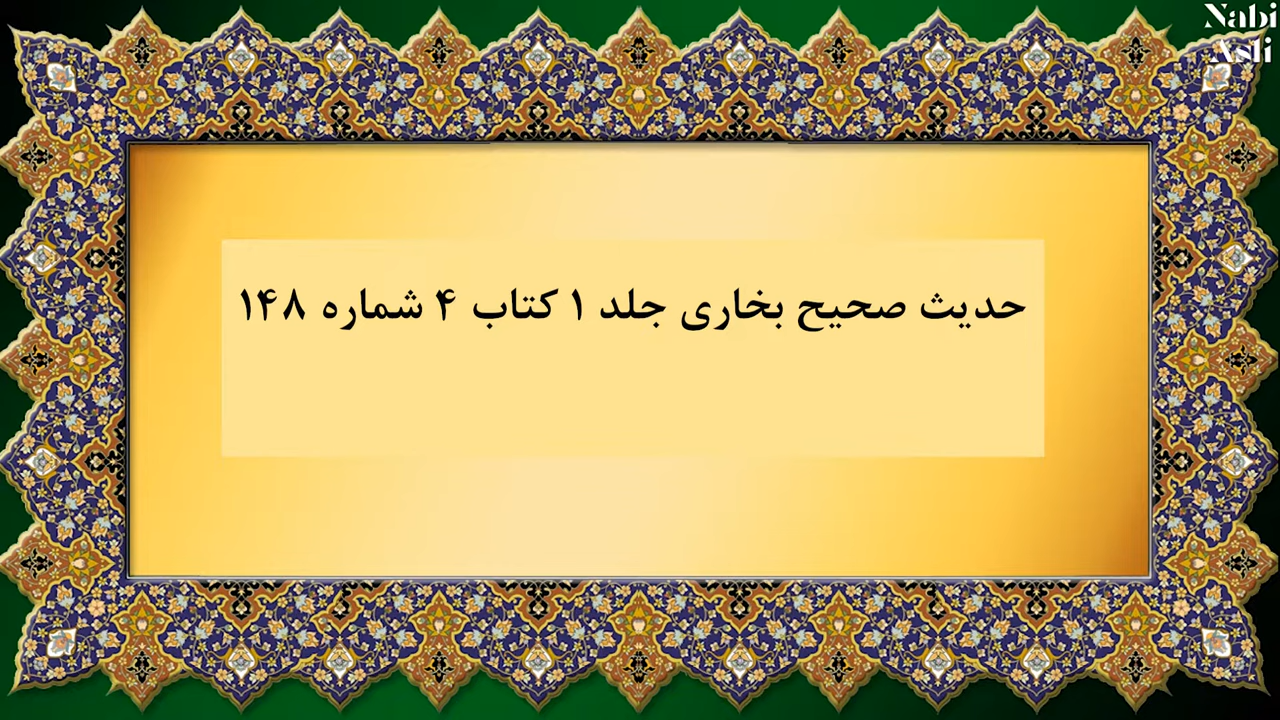 Nabi
Asli
حدیث صحیح بخاری جلد ۱ کتاب ۴ شماره ۱۴۸